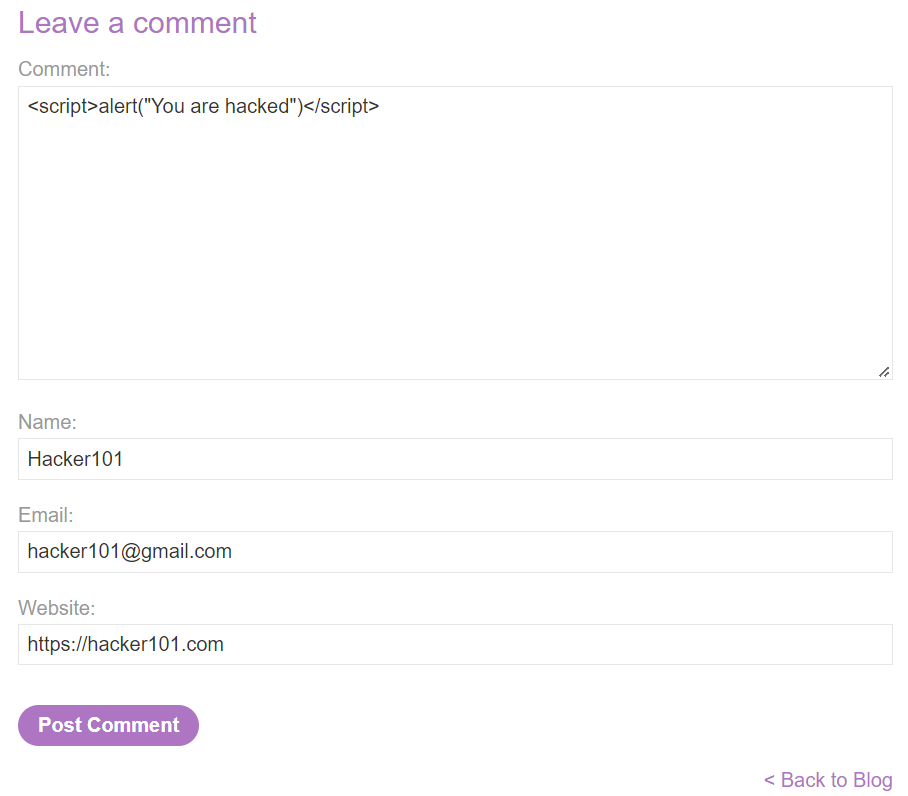 Leave a comment
Comment:
<script>alert("You are hacked")</script>
Name:
Hacker101
Email:
hacker101@gmail.com
Website:
https://hacker101.com
Post Comment
< Back to Blog